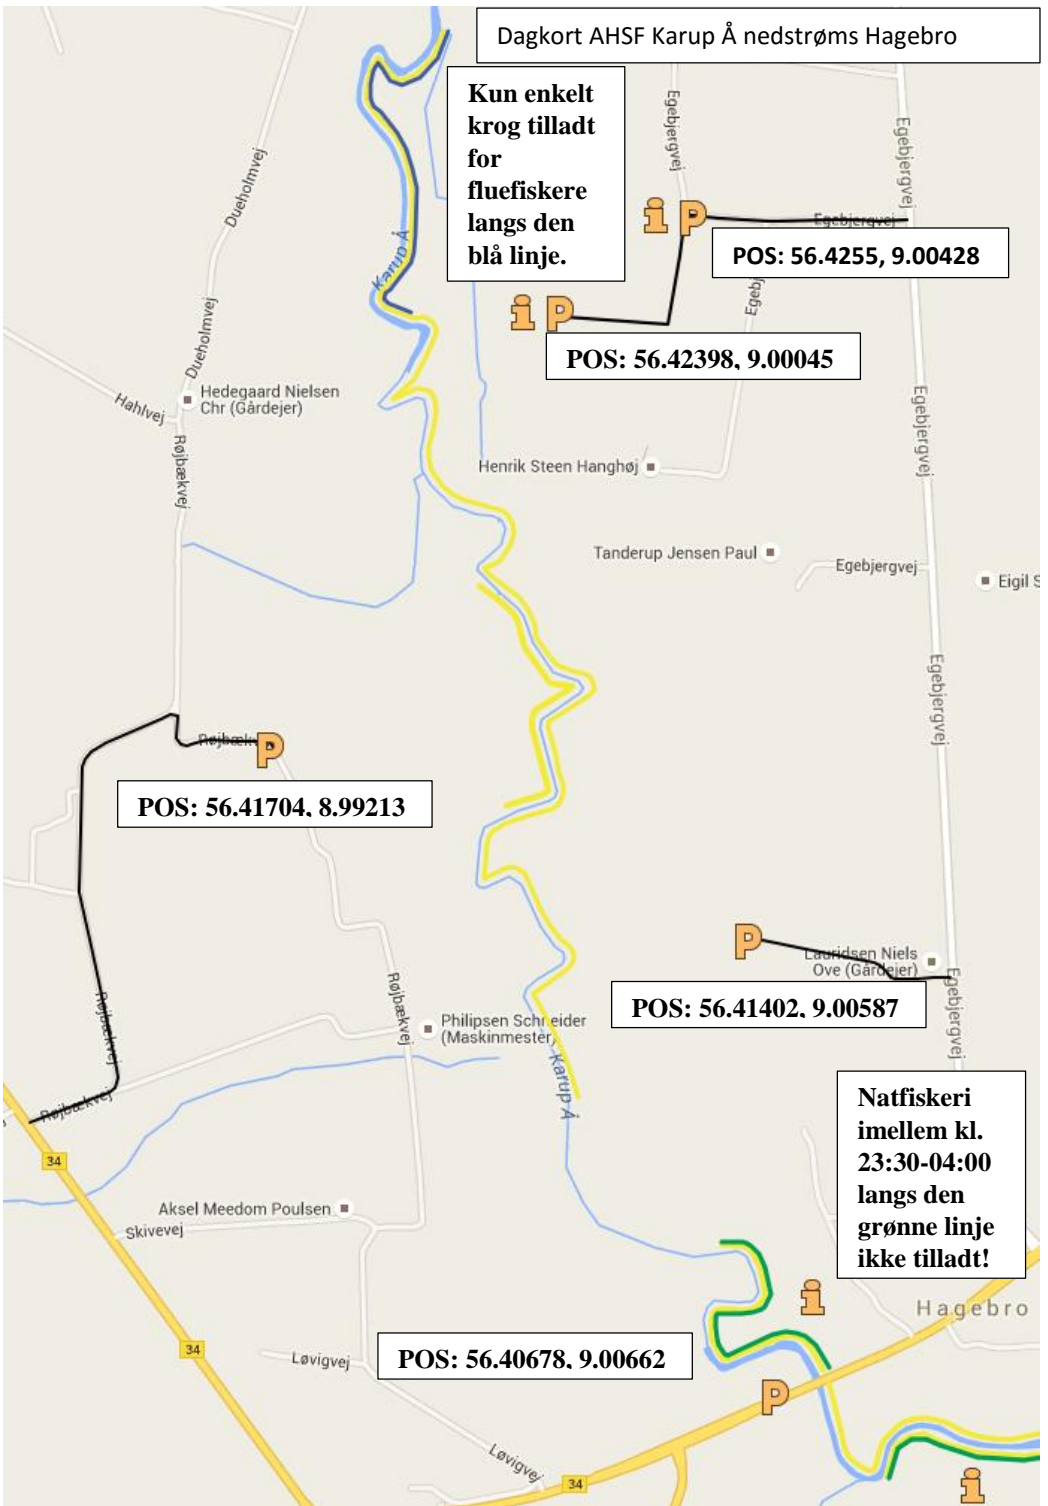 Dagkort AHSF Karup Å nedstrøms Hagebro
Kun enkelt
krog tilladt
for
fluefiskere
langs den
blå linje.
Egebjergvej
Egebjergvej
Dueholmvej
i P
Egebjergvej
POS: 56.4255, 9.00428
Karup Å
Egebj
i P
POS: 56.42398, 9.00045
Dueholmvej
Hedegaard Nielsen
Chr (Gårdejer)
Hahlvej
Egebjergvej
Røjbækvej
Henrik Steen Hanghøj
Tanderup Jensen Paul
Egebjergvej
Eigil S
Egebjergvej
Røjbækv
P
POS: 56.41704, 8.99213
P
Lauridsen Niels
Ove (Gårdejer)
POS: 56.41402, 9.00587
Egebjergvej
Røjbækvej
Røjbækvej
Philipsen Schneider
(Maskinmester)
Karup Å
Røjbækvej
Natfiskeri
imellem kl.
23:30-04:00
langs den
grønne linje
ikke tilladt!
34
Aksel Meedom Poulsen
Skivevej
i
Hagebro
34
Løvigvej
POS: 56.40678, 9.00662
P
Løvigvej
34
i